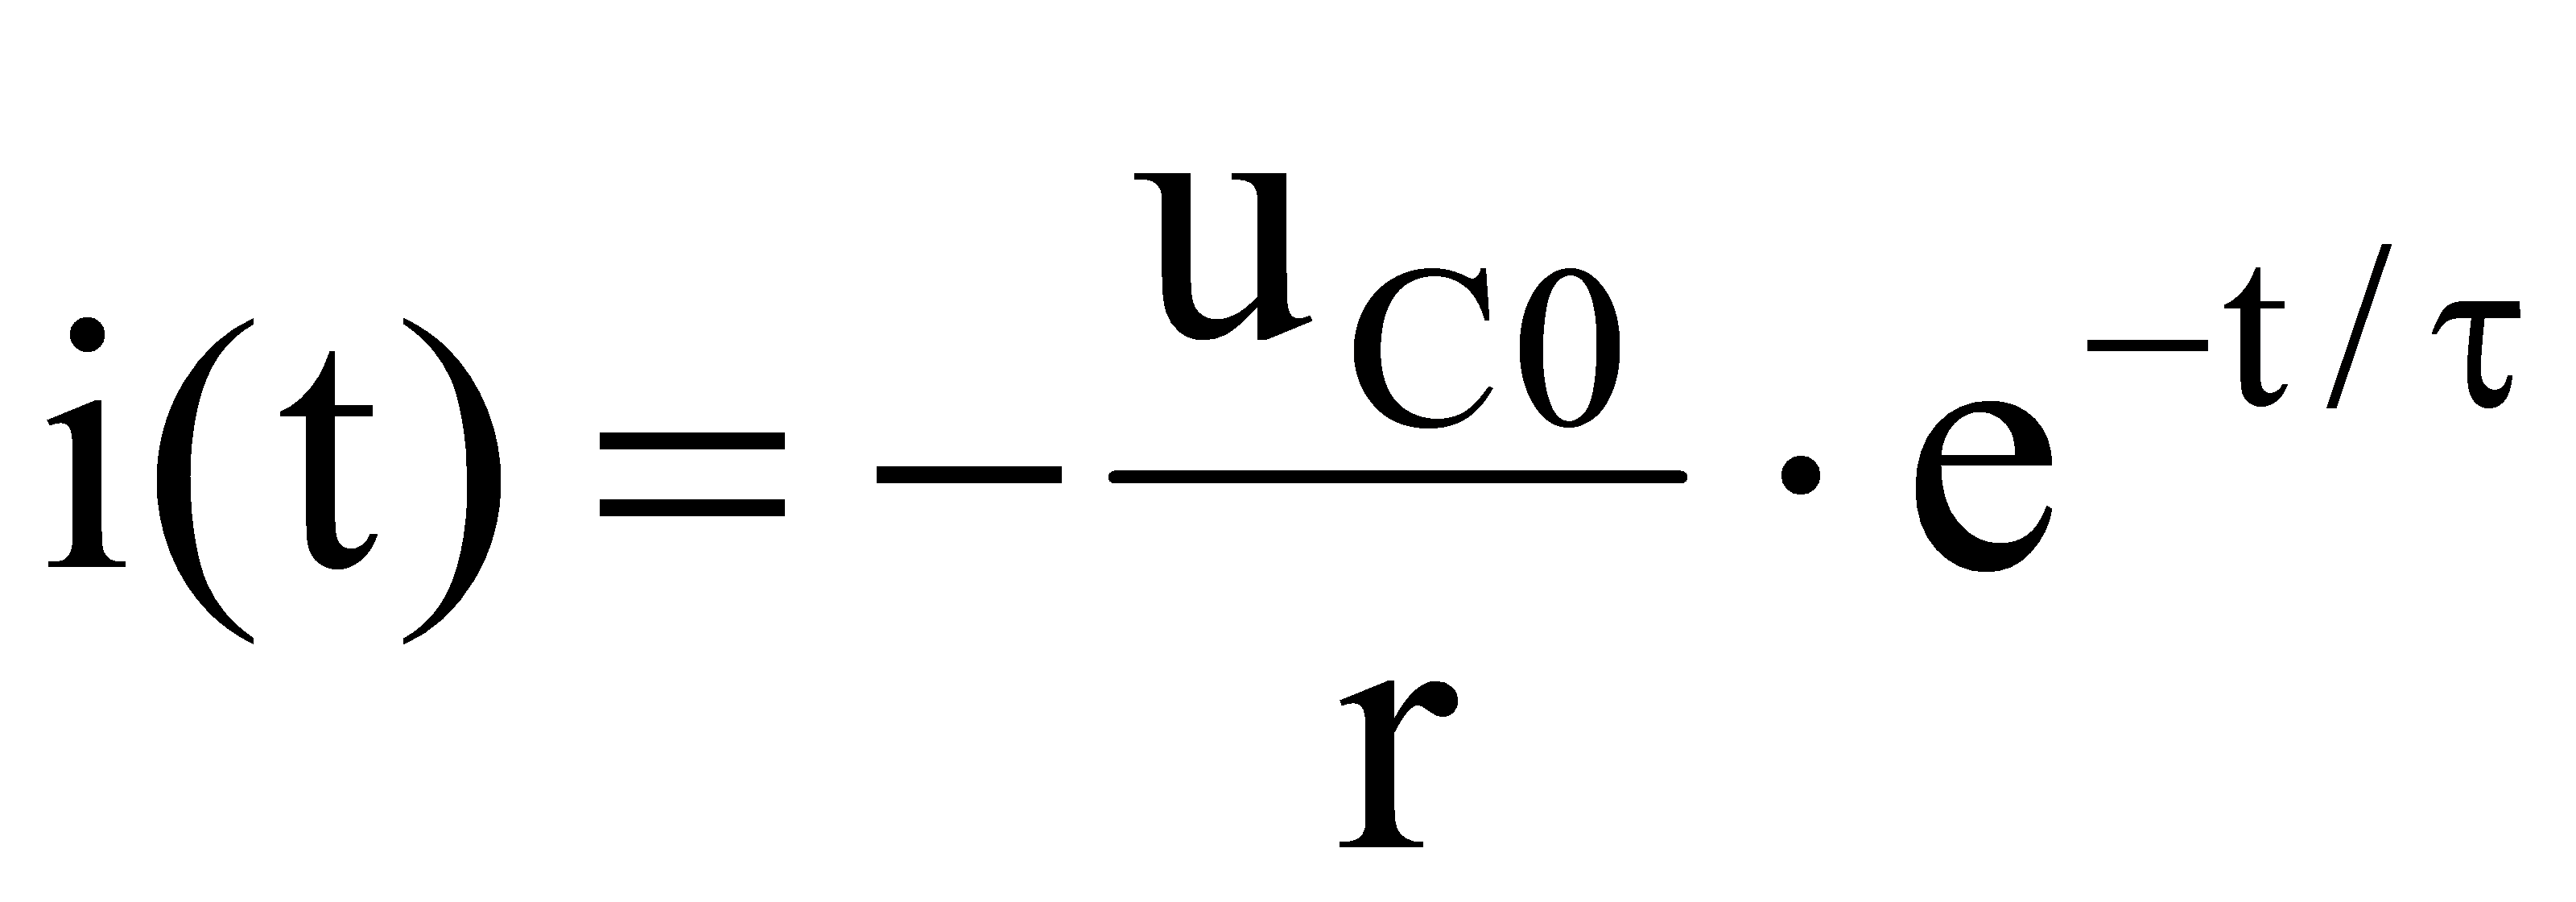 i(t) = − u_C0 / r · e^−t/τ